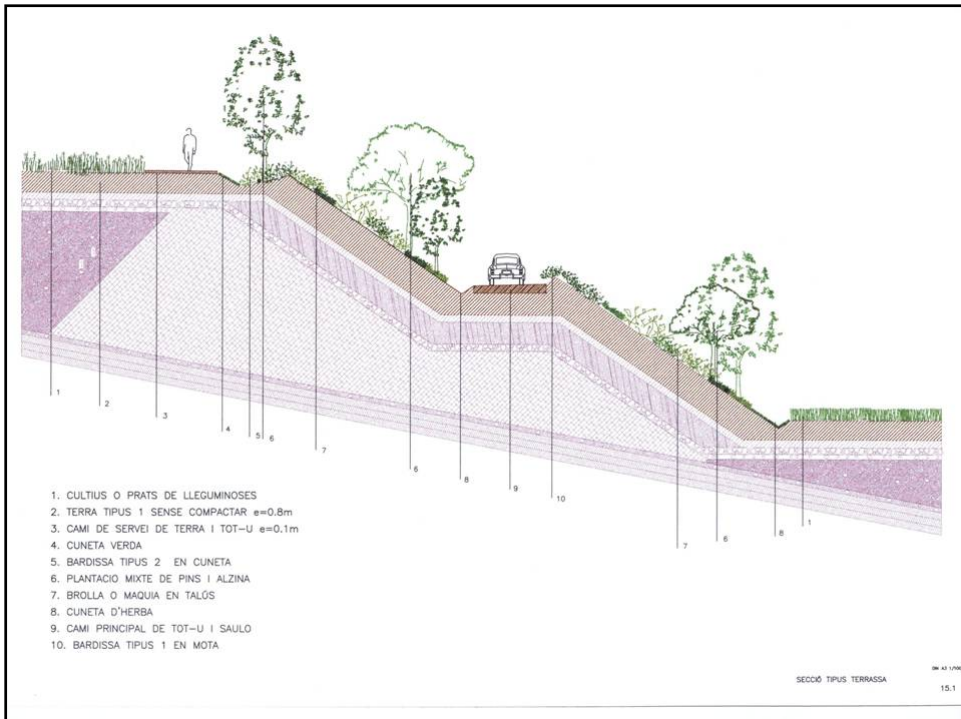 1 2 3 4 5 6 7 6 8 9 10 7 6 8 1
1. CULTIUS O PRATS DE LLEGUMINOSES
2. TERRA TIPUS 1 SENSE COMPACTAR e=0.8m
3. CAMI DE SERVEI DE TERRA I TOT-U e=0.1m
4. CUNETA VERDA
5. BARDISSA TIPUS 2 EN CUNETA
6. PLANTACIO MIXTE DE PINS I ALZINA
7. BROLLA O MAQUIA EN TALÚS
8. CUNETA D'HERBA
9. CAMI PRINCIPAL DE TOT-U I SAULO
10. BARDISSA TIPUS 1 EN MOTA
SECCIÓ TIPUS TERRASSA
15.1